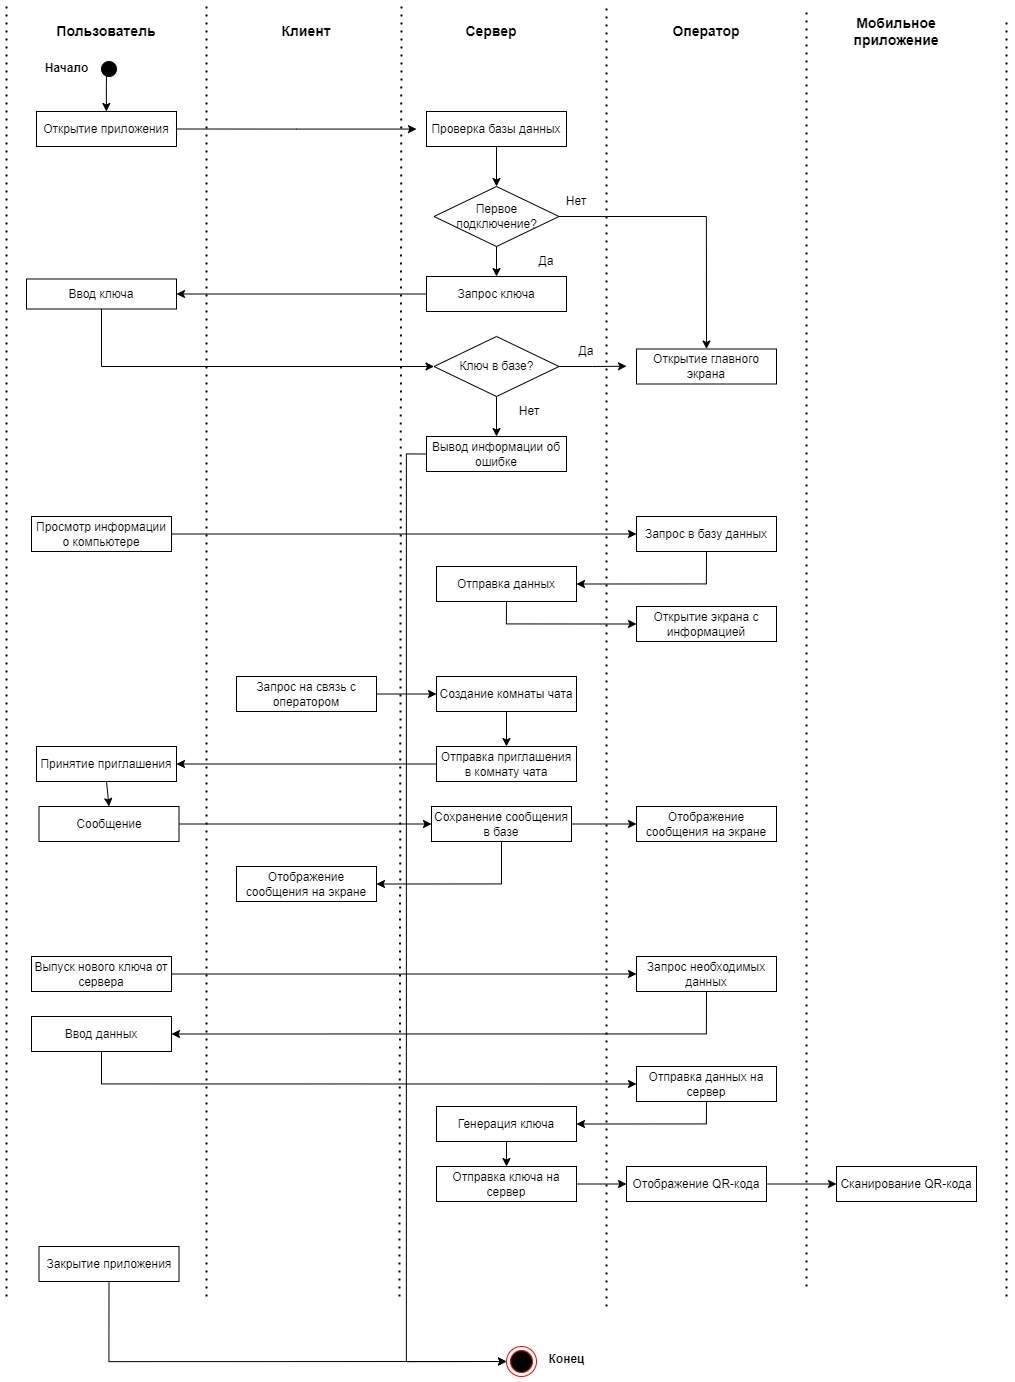 Пользователь
Клиент
Сервер
Оператор
Мобильное
приложение
Начало
Открытие приложения
Проверка базы данных
Первое
подключение?
Нет
Да
Ввод ключа
Запрос ключа
Ключ в базе?
Да
Открытие главного
экрана
Нет
Вывод информации об
ошибке
Просмотр информации
о компьютере
Запрос в базу данных
Отправка данных
Открытие экрана с
информацией
Запрос на связь с
оператором
Создание комнаты чата
Принятие приглашения
Отправка приглашения
в комнату чата
Сообщение
Сохранение сообщения
в базе
Отображение
сообщения на экране
Отображение
сообщения на экране
Выпуск нового ключа от
сервера
Запрос необходимых
данных
Ввод данных
Отправка данных на
сервер
Генерация ключа
Отправка ключа на
сервер
Отображение QR-кода
Сканирование QR-кода
Закрытие приложения
Конец